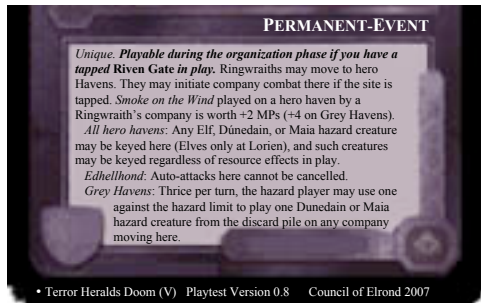 PERMANENT-EVENT
Unique. Playable during the organization phase if you have a
tapped Riven Gate in play. Ringwraiths may move to hero
Havens. They may initiate company combat there if the site is
tapped. Smoke on the Wind played on a hero haven by a
Ringwraith's company is worth +2 MPs (+4 on Grey Havens).
All hero havens: Any Elf, Dúnedain, or Maia hazard creature
may be keyed here (Elves only at Lorien), and such creatures
may be keyed regardless of resource effects in play.
Edhellhond: Auto-attacks here cannot be cancelled.
Grey Havens: Thrice per turn, the hazard player may use one
against the hazard limit to play one Dunedain or Maia
hazard creature from the discard pile on any company
moving here.
• Terror Heralds Doom (V) Playtest Version 0.8 Council of Elrond 2007